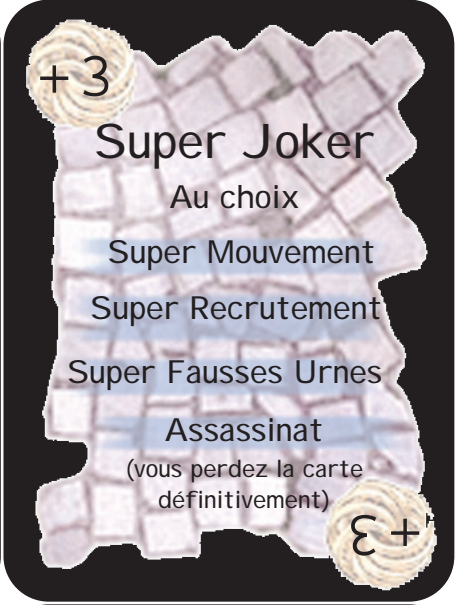 +3
Super Joker
Au choix
Super Mouvement
Super Recrutement
Super Fausses Urnes
Assassinat
(vous perdez la carte
définitivement)
+3